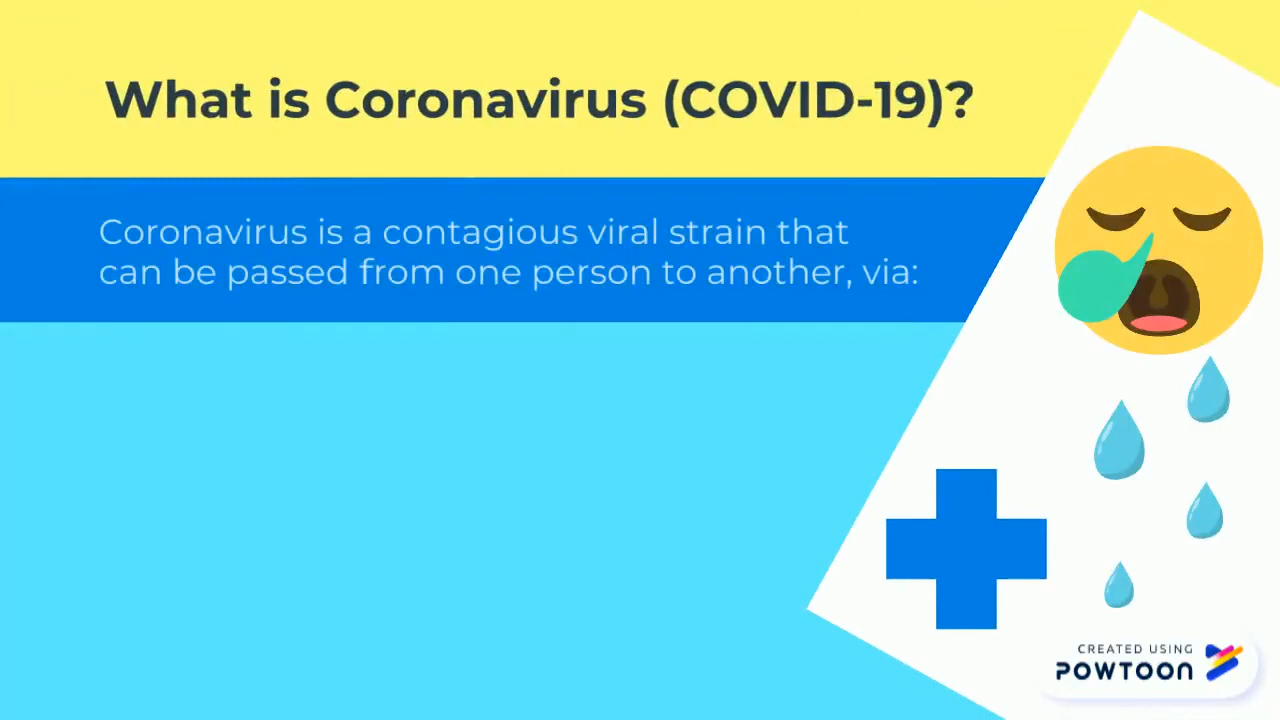 What is Coronavirus (COVID-19)?
Coronavirus is a contagious viral strain that
can be passed from one person to another, via:
CREATED USING
POWTOON